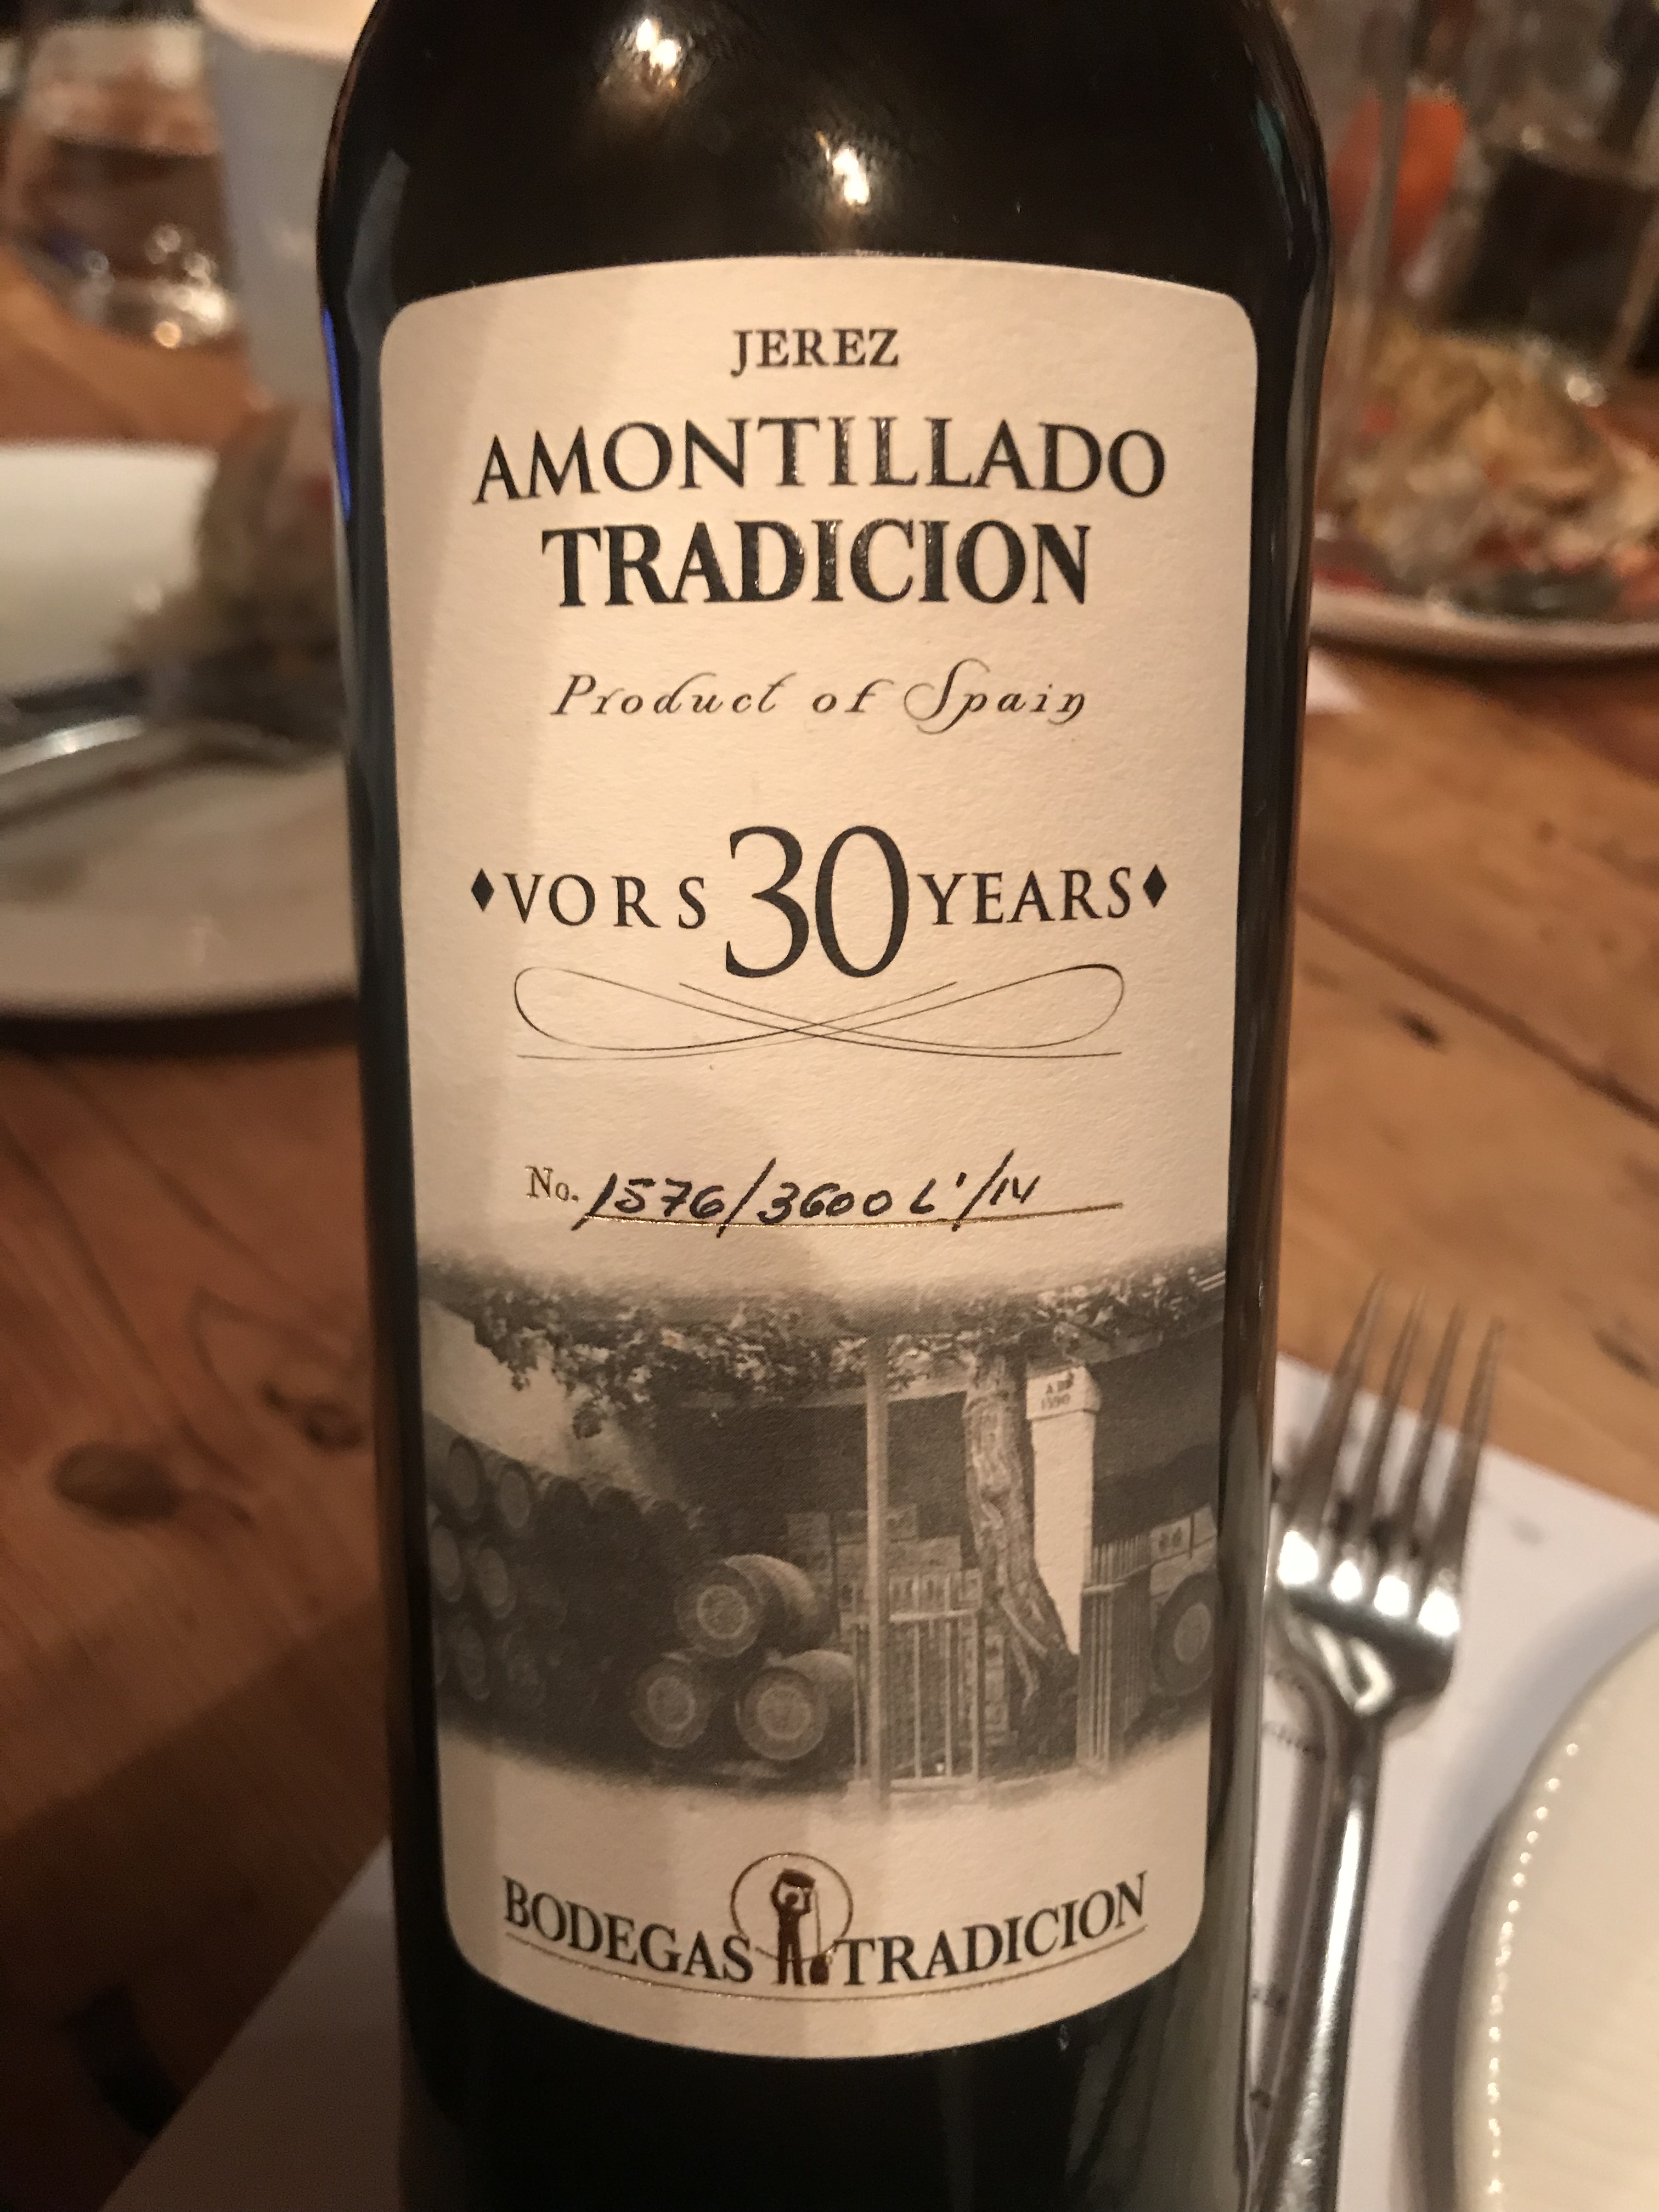 JEREZ
AMONTILLADO
TRADICION
Product of Spain
♦VORS 30 YEARS♦
No. 1576/3600 L'/14
BODEGAS TRADICION